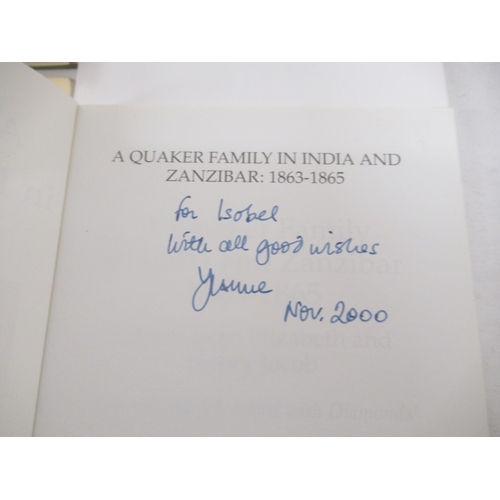 A QUAKER FAMILY IN INDIA AND
ZANZIBAR: 1863-1865
For Isobel
With all good wishes
Yvonne
Nov. 2000